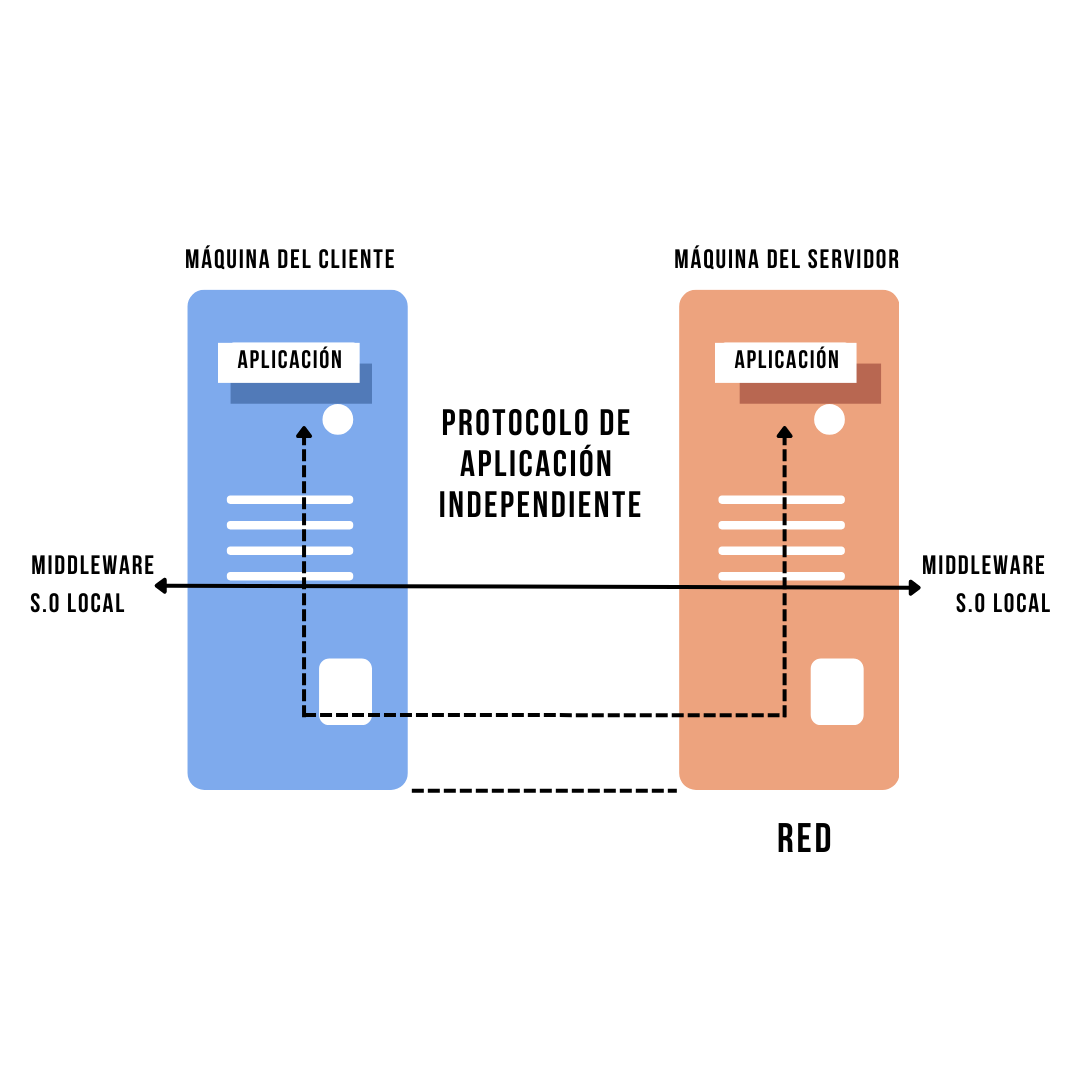 MÁQUINA DEL CLIENTE
MÁQUINA DEL SERVIDOR
APLICACIÓN
APLICACIÓN
PROTOCOLO DE
APLICACIÓN
INDEPENDIENTE
MIDDLEWARE
S.O LOCAL
MIDDLEWARE
S.O LOCAL
RED